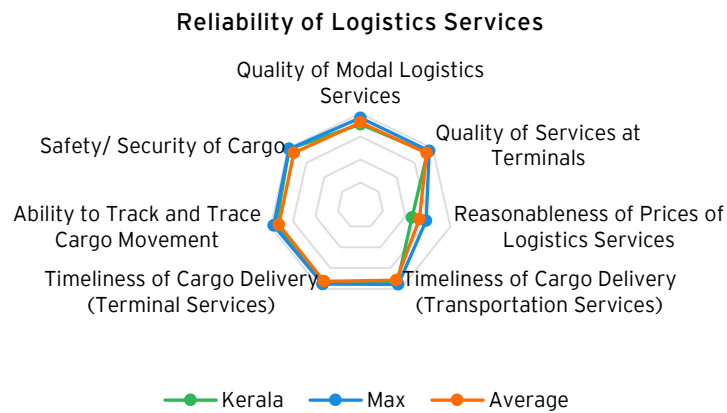 Reliability of Logistics Services
Quality of Modal Logistics
Services
Quality of Services at
Terminals
Safety/ Security of Cargo
Reasonableness of Prices of
Logistics Services
Ability to Track and Trace
Cargo Movement
Timeliness of Cargo Delivery
(Transportation Services)
Timeliness of Cargo Delivery
(Terminal Services)
Kerala
Max
Average